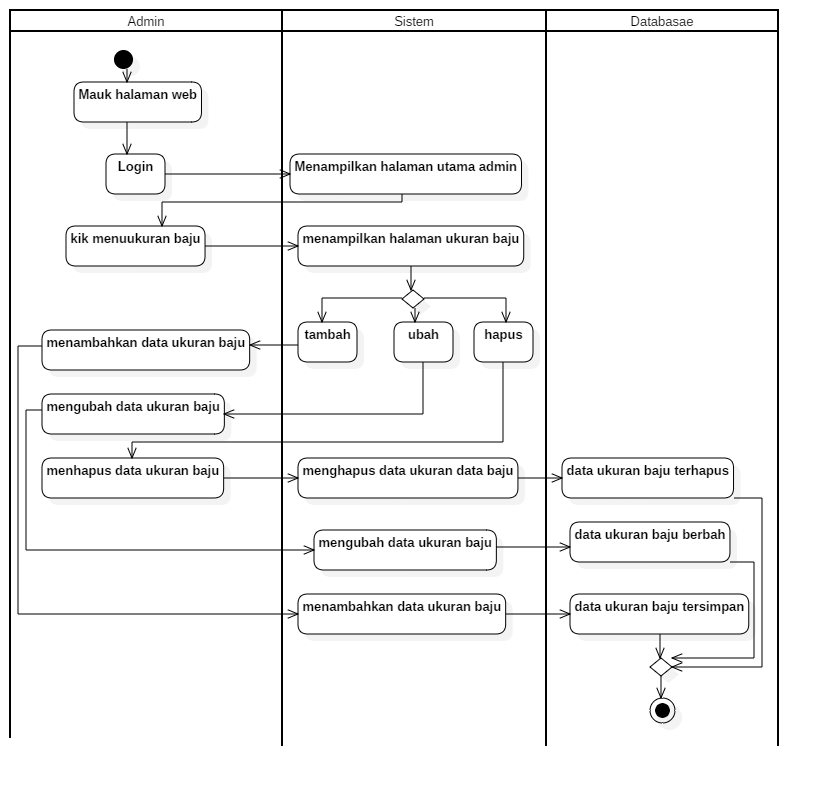 Admin
Sistem
Databasae
Mauk halaman web
Login
Menampilkan halaman utama admin
kik menuukuran baju
menampilkan halaman ukuran baju
tambah
ubah
hapus
menambahkan data ukuran baju
mengubah data ukuran baju
menhapus data ukuran baju
menghapus data ukuran data baju
data ukuran baju terhapus
mengubah data ukuran baju
data ukuran baju berbah
menambahkan data ukuran baju
data ukuran baju tersimpan